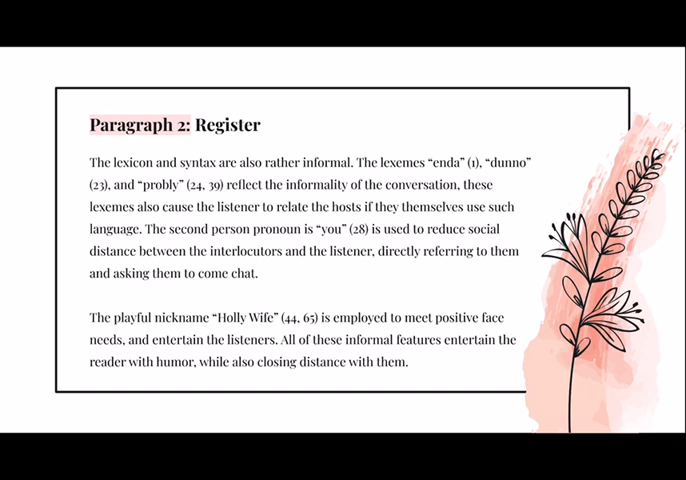 Paragraph 2: Register
The lexicon and syntax are also rather informal. The lexemes “enda” (1), “dunno”
(23), and “probly” (24, 39) reflect the informality of the conversation, these
lexemes also cause the listener to relate the hosts if they themselves use such
language. The second person pronoun is “you” (28) is used to reduce social
distance between the interlocutors and the listener, directly referring to them
and asking them to come chat.
The playful nickname “Holly Wife” (44, 65) is employed to meet positive face
needs, and entertain the listeners. All of these informal features entertain the
reader with humor, while also closing distance with them.